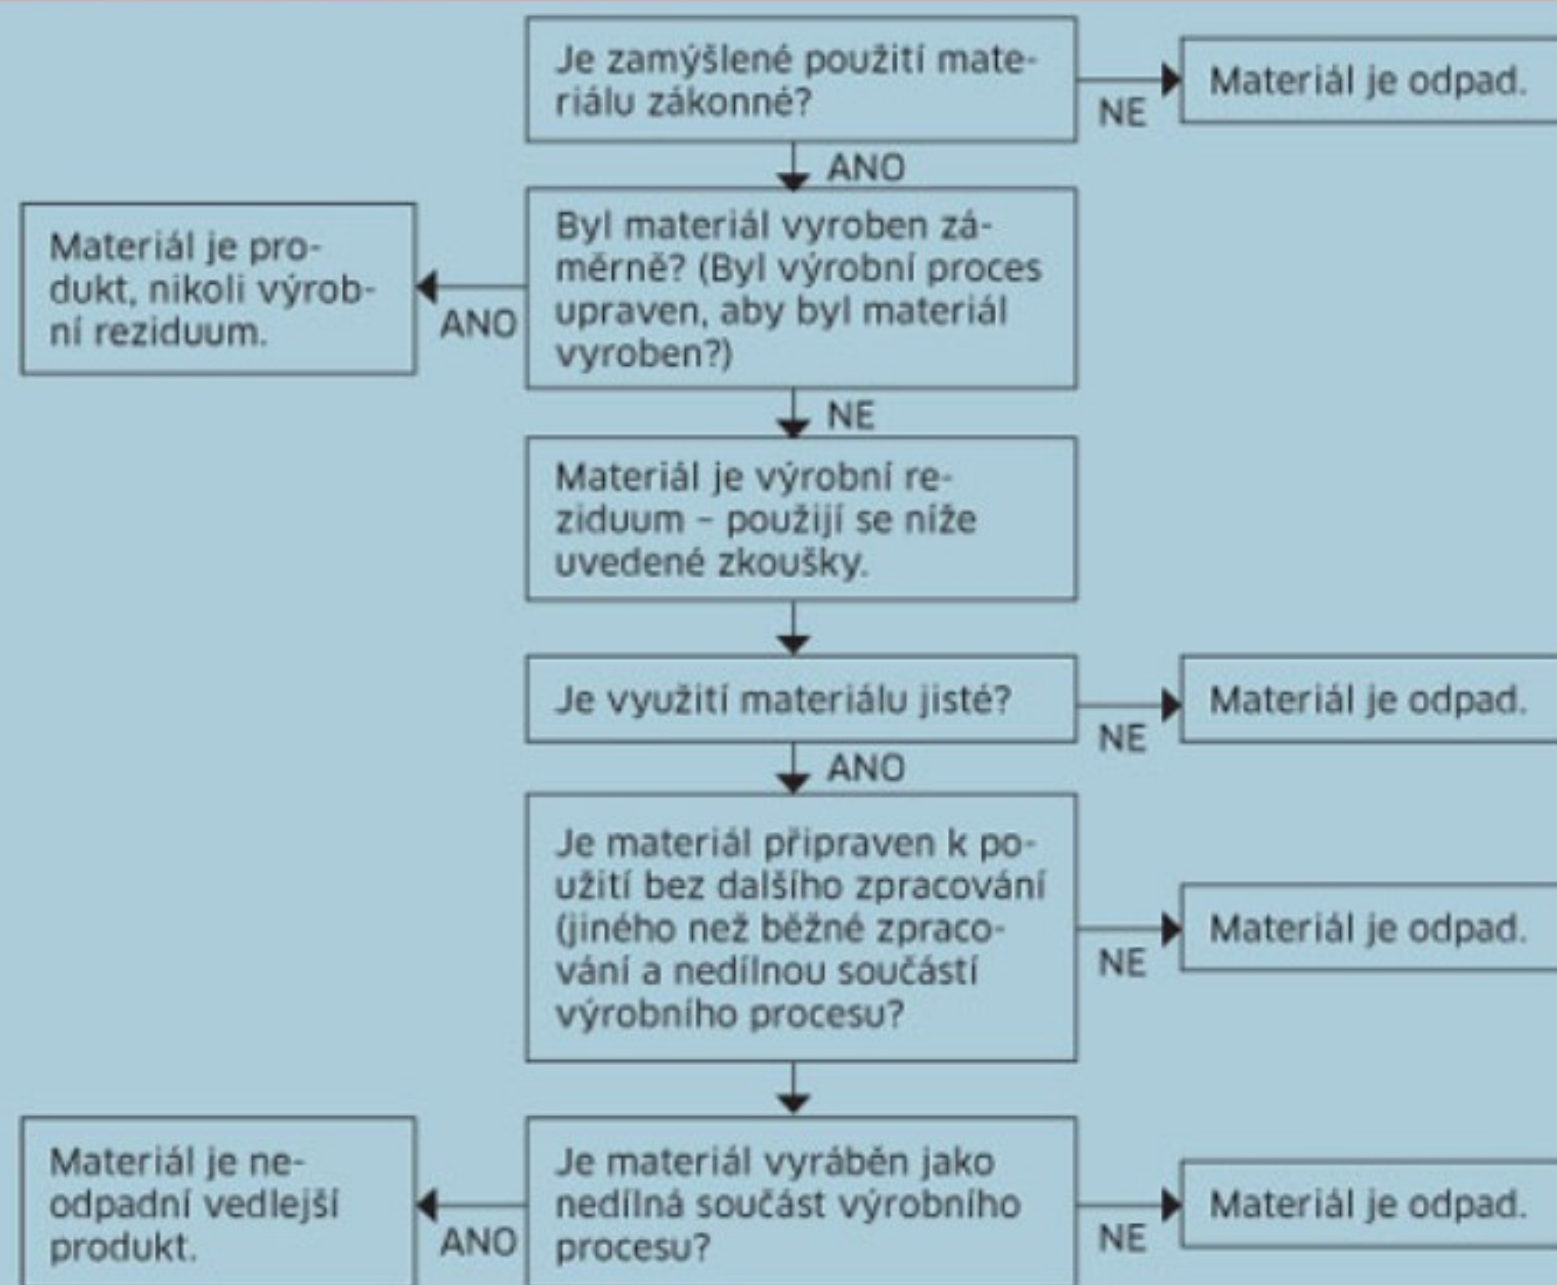 Je zamýšlené použití mate-
riálu zákonné?
NE
Materiál je odpad.
ANO
Byl materiál vyroben zá-
měrně? (Byl výrobní proces
upraven, aby byl materiál
vyroben?)
ANO
Materiál je pro-
dukt, nikoli výrob-
ní reziduum.
NE
Materiál je výrobní re-
ziduum – použijí se níže
uvedené zkoušky.
Je využití materiálu jisté?
NE
Materiál je odpad.
ANO
Je materiál připraven k po-
užití bez dalšího zpracování
(jiného než běžné zpraco-
vání a nedílnou součástí
výrobního procesu?
NE
Materiál je odpad.
Je materiál vyráběn jako
nedílná součást výrobního
procesu?
ANO
Materiál je ne-
odpadní vedlejší
produkt.
NE
Materiál je odpad.